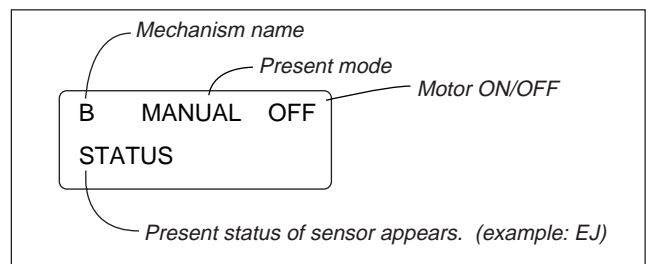 Mechanism name
Present mode
Motor ON/OFF
B MANUAL OFF
STATUS
Present status of sensor appears. (example: EJ)